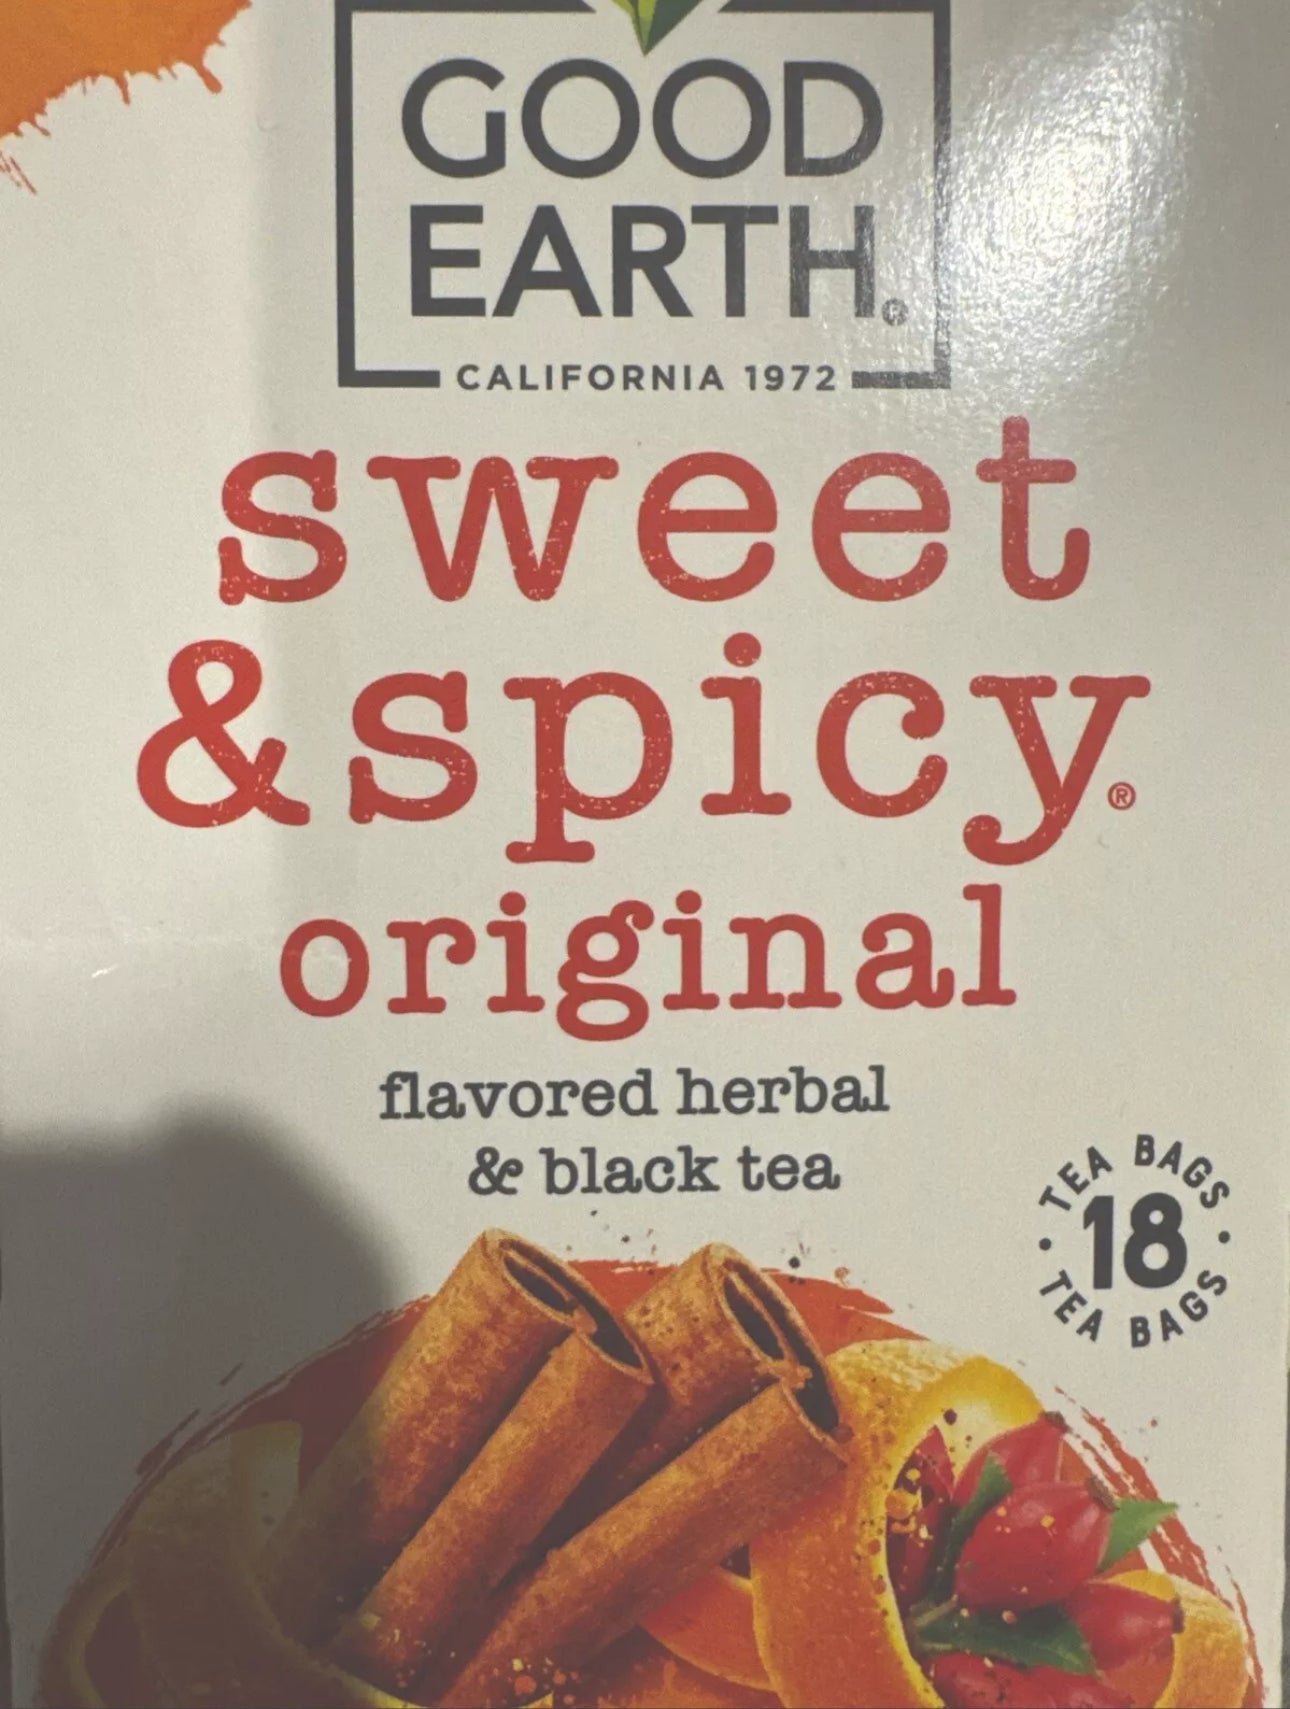 GOOD
EARTH®
CALIFORNIA 1972
sweet
&spicy®
original
flavored herbal
& black tea
TEA BAGS
18
TEA BAGS